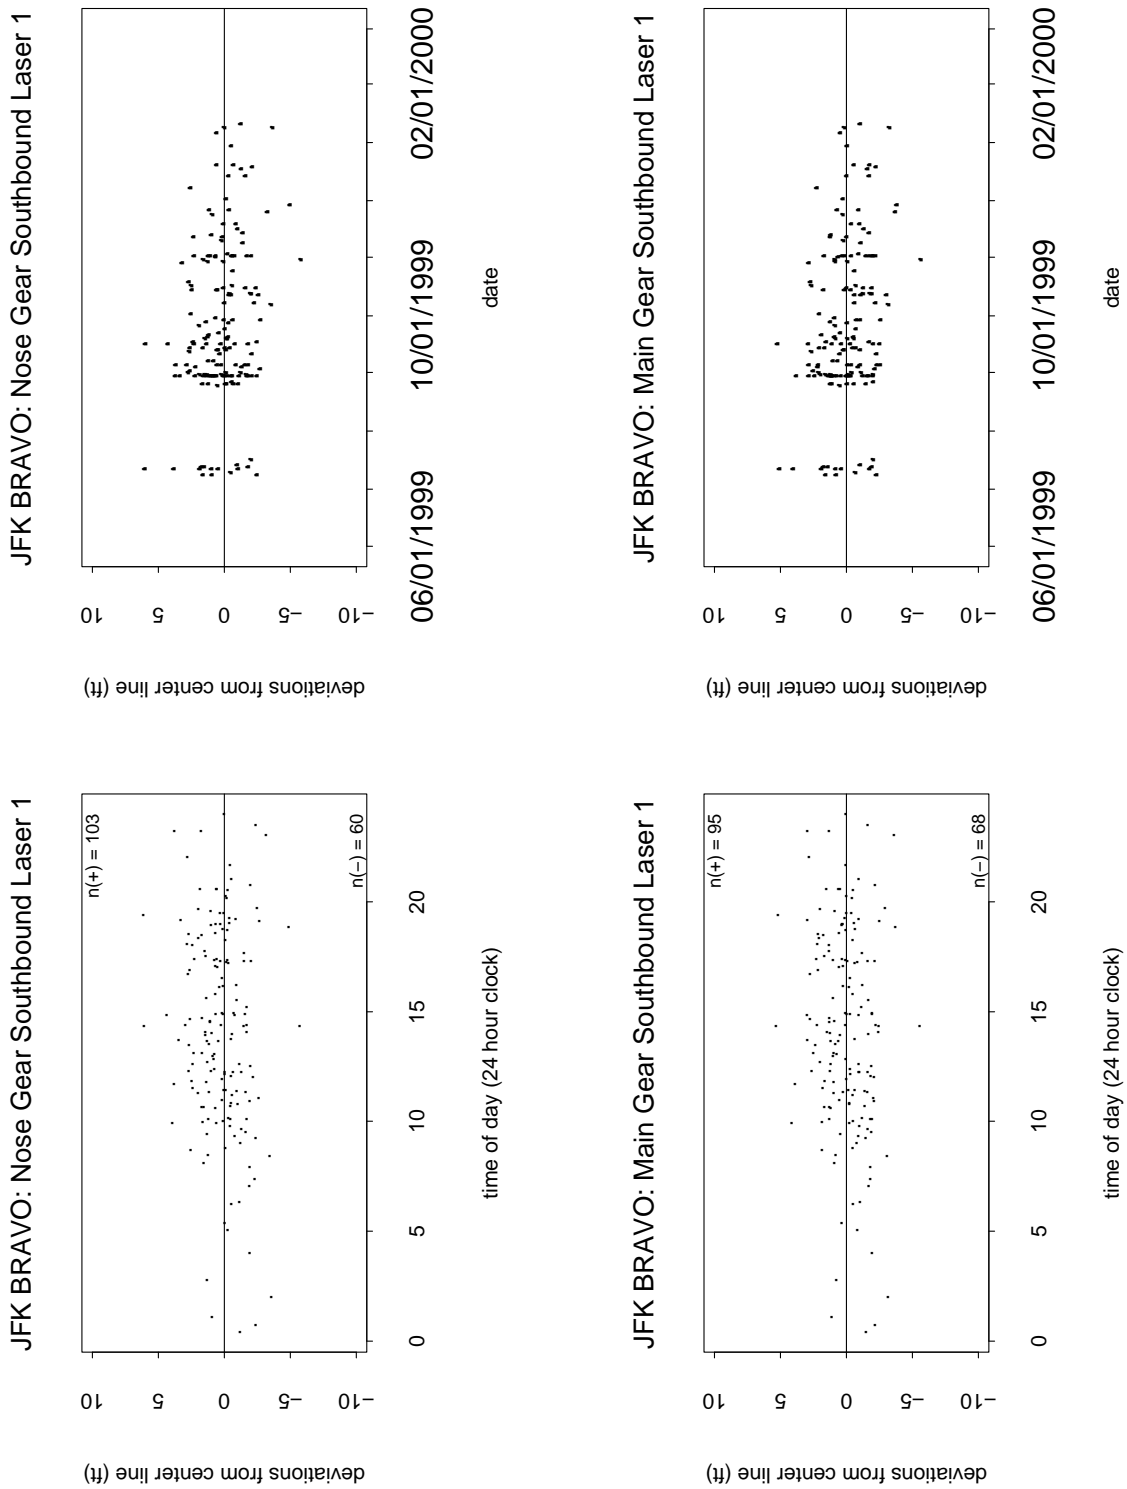 JFK BRAVO: Nose Gear Southbound Laser 1
deviations from center line (ft)
10
5
0
−5
−10
n(+) = 103
n(−) = 60
0
5
10
15
20
time of day (24 hour clock)
JFK BRAVO: Nose Gear Southbound Laser 1
deviations from center line (ft)
10
5
0
−5
−10
06/01/1999
10/01/1999
02/01/2000
date
JFK BRAVO: Main Gear Southbound Laser 1
deviations from center line (ft)
10
5
0
−5
−10
n(+) = 95
n(−) = 68
0
5
10
15
20
time of day (24 hour clock)
JFK BRAVO: Main Gear Southbound Laser 1
deviations from center line (ft)
10
5
0
−5
−10
06/01/1999
10/01/1999
02/01/2000
date